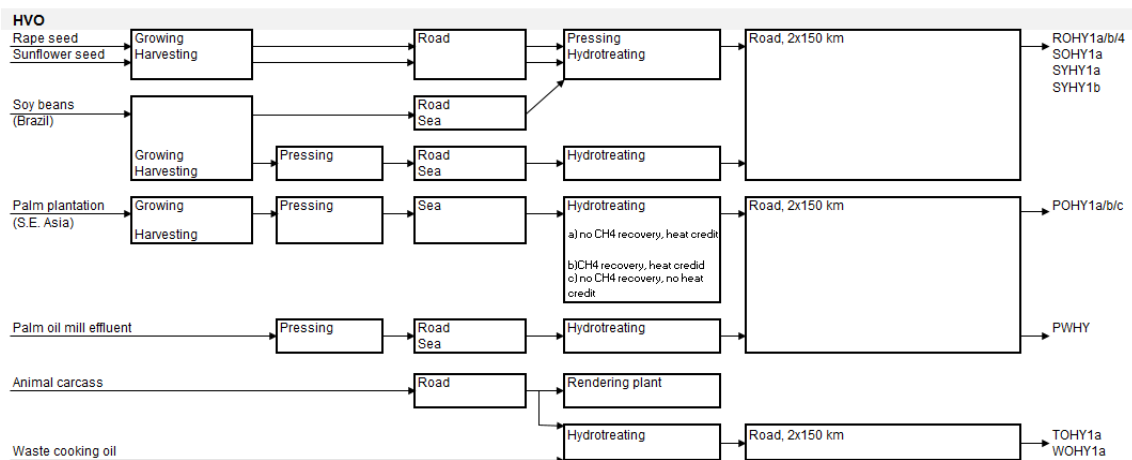 HVO
Rape seed
Sunflower seed
Growing
Harvesting
Road
Pressing
Hydrotreating
Road, 2x150 km
ROHY1a/b/4
SOHY1a
SYHY1a
SYHY1b
Soy beans
(Brazil)
Road
Sea
Growing
Harvesting
Pressing
Road
Sea
Hydrotreating
Palm plantation
(S.E. Asia)
Growing
Harvesting
Pressing
Sea
Hydrotreating
a) no CH4 recovery, heat credit
b)CH4 recovery, heat credid
c) no CH4 recovery, no heat
credit
Road, 2x150 km
POHY1a/b/c
Palm oil mill effluent
Pressing
Road
Sea
Hydrotreating
PWHY
Animal carcass
Road
Rendering plant
Waste cooking oil
Hydrotreating
Road, 2x150 km
TOHY1a
WOHY1a